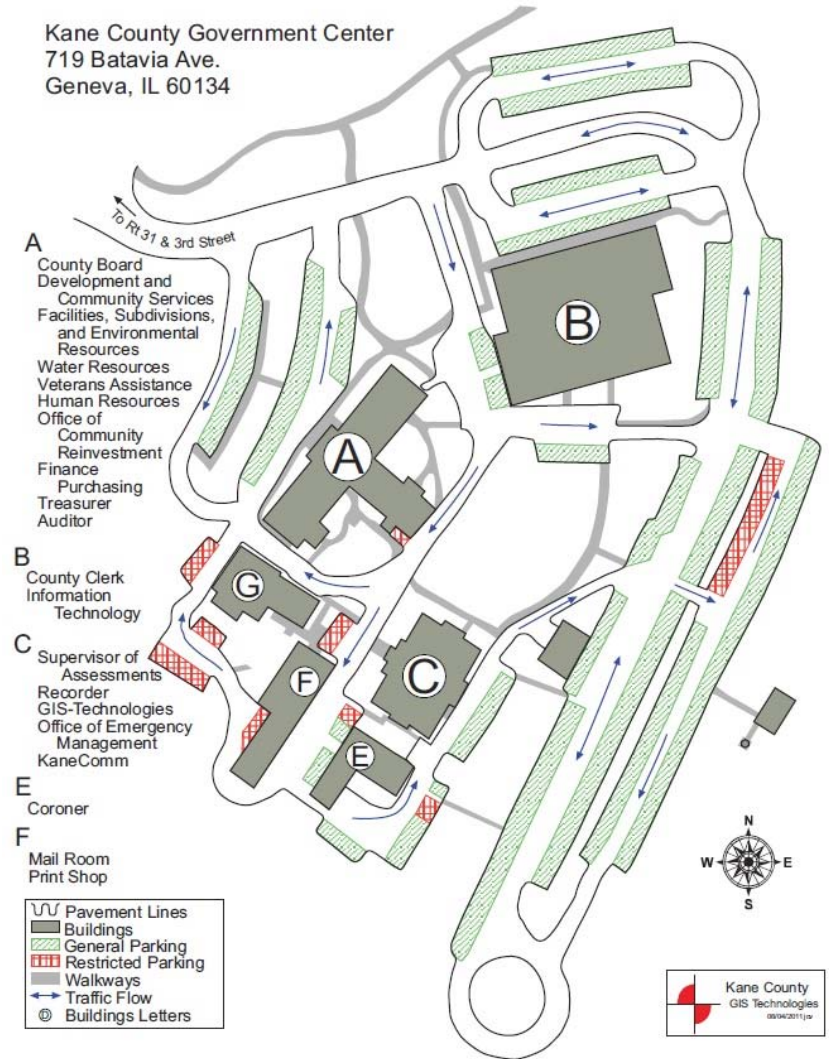 Kane County Government Center
719 Batavia Ave.
Geneva, IL 60134
To Rt 31 & 3rd Street
A
County Board
Development and
Community Services
Facilities, Subdivisions,
and Environmental
Resources
Water Resources
Veterans Assistance
Human Resources
Office of
Community
Reinvestment
Finance
Purchasing
Treasurer
Auditor
B
County Clerk
Information
Technology
C
Supervisor of
Assessments
Recorder
GIS-Technologies
Office of Emergency
Management
KaneComm
E
Coroner
F
Mail Room
Print Shop
Pavement Lines
Buildings
General Parking
Restricted Parking
Walkways
Traffic Flow
Buildings Letters
B
A
G
F
C
E
N
W E
S
Kane County
GIS Technologies